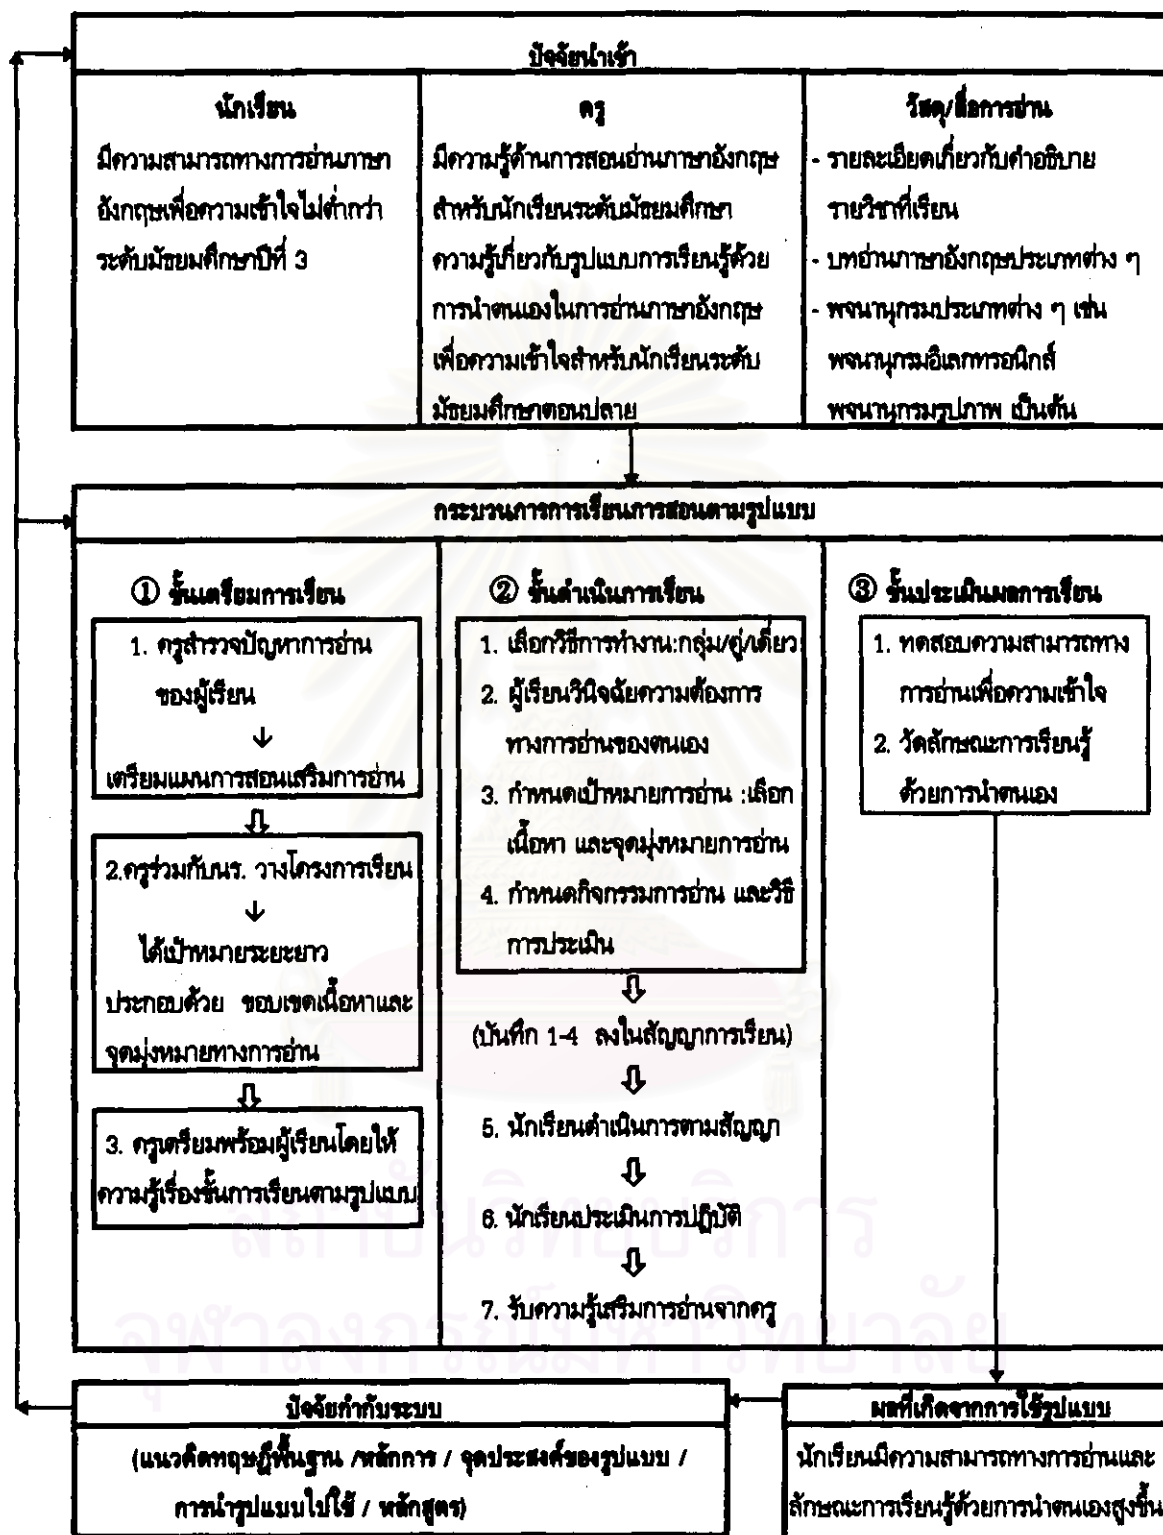 ปัจจัยนำเข้า
นักเรียน
มีความสามารถทางการอ่านภาษา
อังกฤษเพื่อความเข้าใจไม่ต่ำกว่า
ระดับมัธยมศึกษาปีที่ 3
ครู
มีความรู้ด้านการสอนอ่านภาษาอังกฤษ
สำหรับนักเรียนระดับมัธยมศึกษา
ความรู้เกี่ยวกับรูปแบบการเรียนรู้ด้วย
การนำตนเองในการอ่านภาษาอังกฤษ
เพื่อความเข้าใจสำหรับนักเรียนระดับ
มัธยมศึกษาตอนปลาย
วัสดุ/สื่อการอ่าน
- รายละเอียดเกี่ยวกับคำอธิบาย
รายวิชาที่เรียน
- บทอ่านภาษาอังกฤษประเภทต่าง ๆ
- พจนานุกรมประเภทต่าง ๆ เช่น
พจนานุกรมอิเลกทรอนิกส์
พจนานุกรมรูปภาพ เป็นต้น
กระบวนการการเรียนการสอนตามรูปแบบ
① ขั้นเตรียมการเรียน
1. ครูสำรวจปัญหาการอ่าน
ของผู้เรียน
↓
เตรียมแผนการสอนเสริมการอ่าน
2.ครูร่วมกับนร. วางโครงการเรียน
↓
ได้เป้าหมายระยะยาว
ประกอบด้วย ขอบเขตเนื้อหาและ
จุดมุ่งหมายทางการอ่าน
3. ครูเตรียมพร้อมผู้เรียนโดยให้
ความรู้เรื่องขั้นการเรียนตามรูปแบบ
② ขั้นดำเนินการเรียน
1. เลือกวิธีการทำงาน:กลุ่ม/คู่/เดี่ยว
2. ผู้เรียนวินิจฉัยความต้องการ
ทางการอ่านของตนเอง
3. กำหนดเป้าหมายการอ่าน :เลือก
เนื้อหา และจุดมุ่งหมายการอ่าน
4. กำหนดกิจกรรมการอ่าน และวิธี
การประเมิน
(บันทึก 1-4 ลงในสัญญาการเรียน)
5. นักเรียนดำเนินการตามสัญญา
6. นักเรียนประเมินการปฏิบัติ
7. รับความรู้เสริมการอ่านจากครู
③ ขั้นประเมินผลการเรียน
1. ทดสอบความสามารถทาง
การอ่านเพื่อความเข้าใจ
2. วัดลักษณะการเรียนรู้
ด้วยการนำตนเอง
ปัจจัยกำกับระบบ
(แนวคิดทฤษฎีพื้นฐาน /หลักการ / จุดประสงค์ของรูปแบบ /
การนำรูปแบบไปใช้ / หลักสูตร)
ผลที่เกิดจากการใช้รูปแบบ
นักเรียนมีความสามารถทางการอ่านและ
ลักษณะการเรียนรู้ด้วยการนำตนเองสูงขึ้น
สถาบันวิทยบริการ
จุฬาลงกรณ์มหาวิทยาลัย